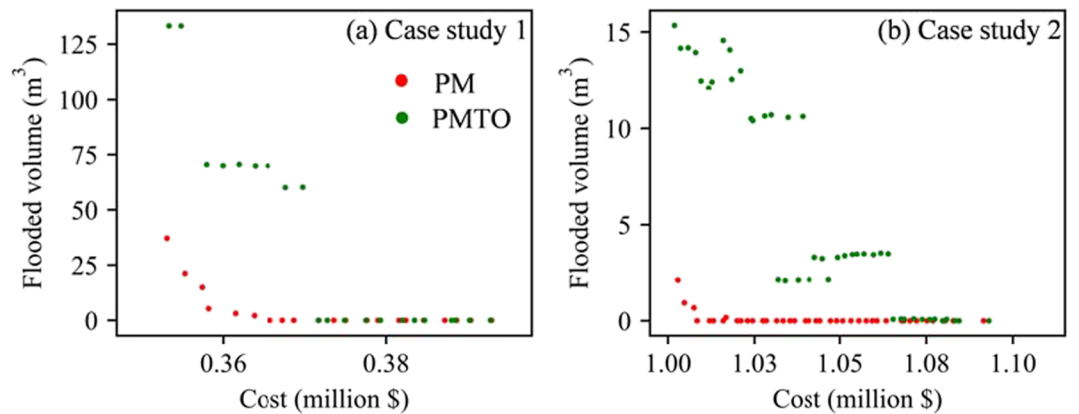 (a) Case study 1
PM
PMTO
Flooded volume (m³)
125
100
75
50
25
0
0.36
0.38
Cost (million $)
(b) Case study 2
Flooded volume (m³)
15
10
5
0
1.00
1.03
1.05
1.08
1.10
Cost (million $)